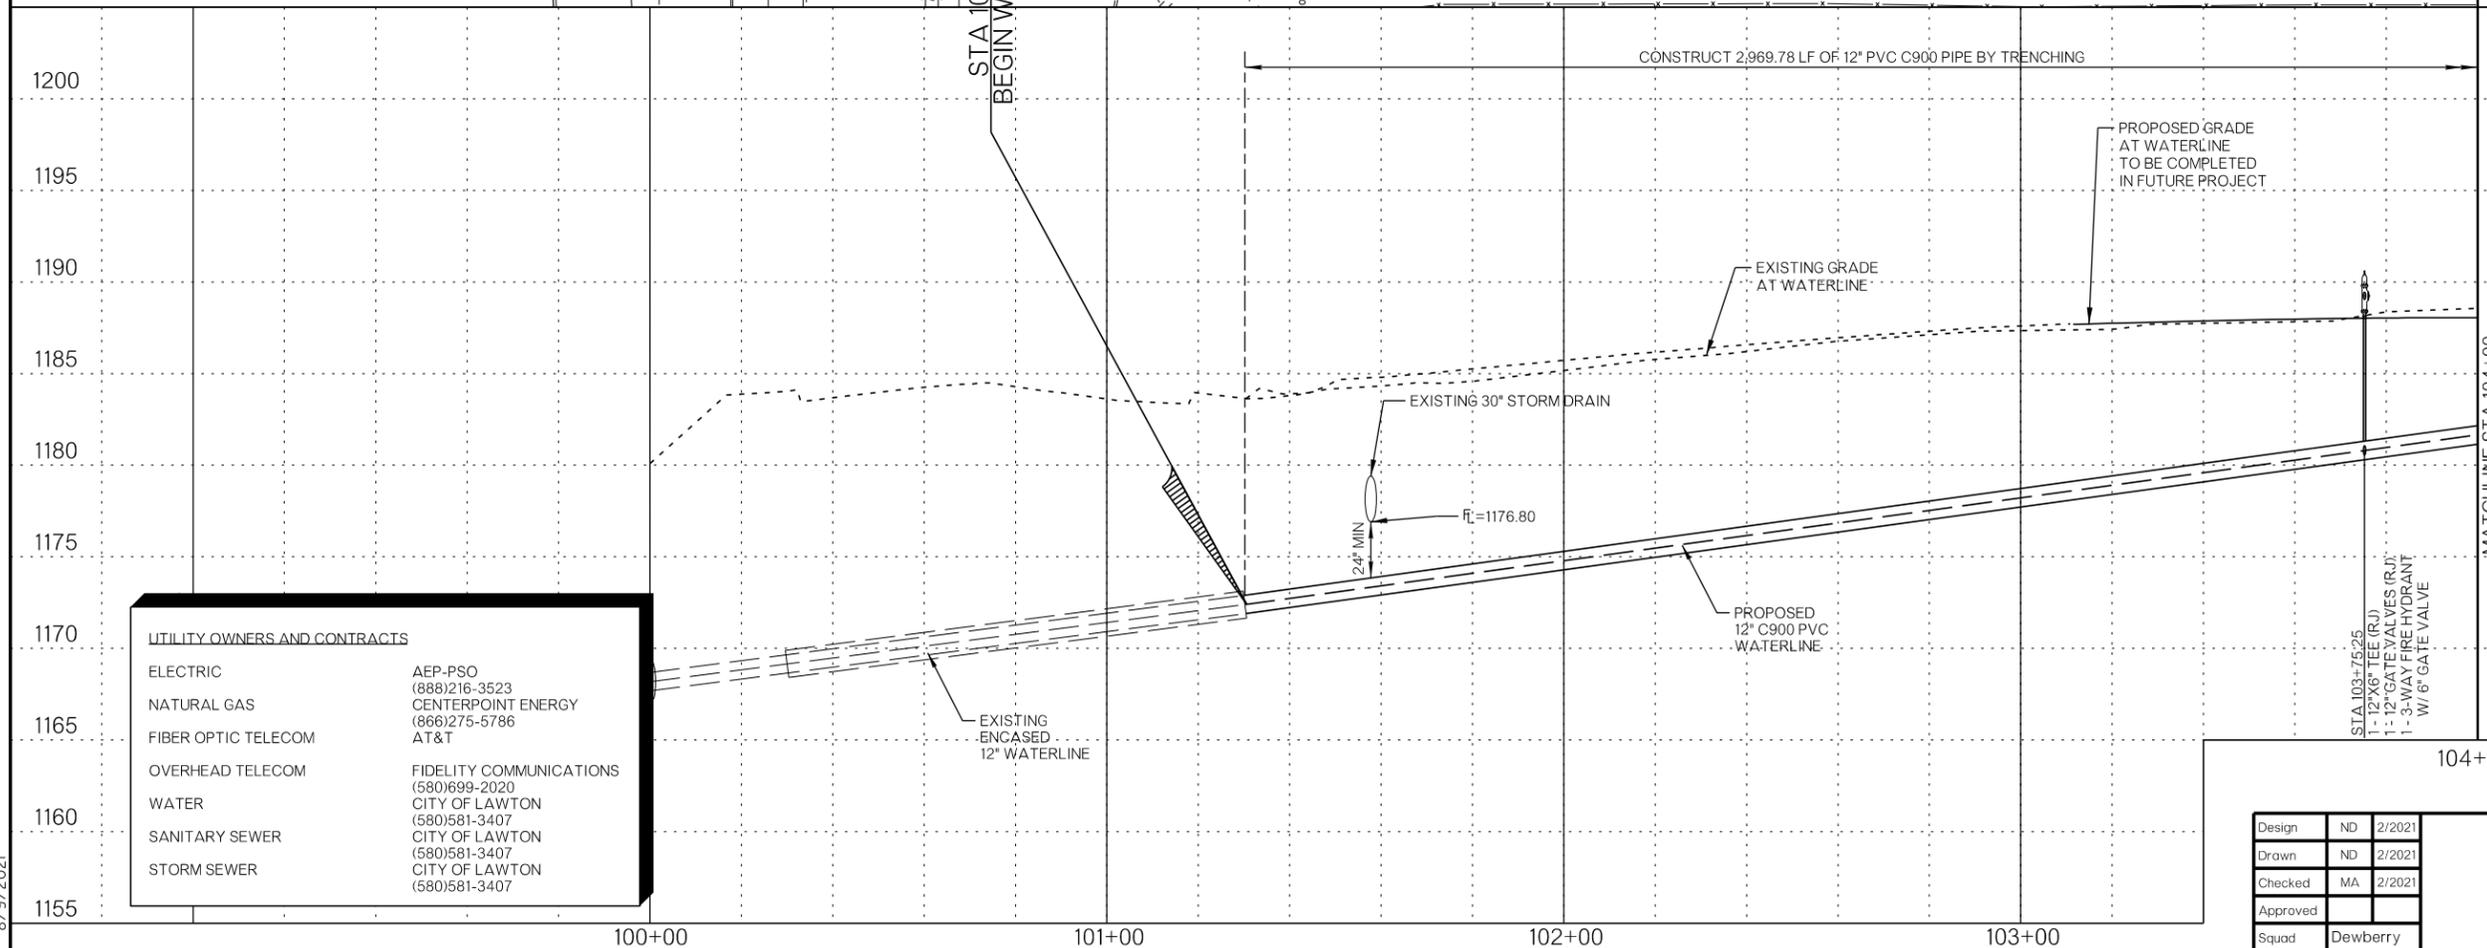 STA 10
BEGIN W
CONSTRUCT 2,969.78 LF OF 12" PVC C900 PIPE BY TRENCHING
1200
PROPOSED GRADE
AT WATERLINE
TO BE COMPLETED
IN FUTURE PROJECT
1195
1190
EXISTING GRADE
AT WATERLINE
1185
EXISTING 30" STORM DRAIN
1180
FL=1176.80
24" MIN
1175
1170
PROPOSED
12" C900 PVC
WATERLINE
1165
EXISTING
ENCASED
12" WATERLINE
STA 103+75.25
1 - 12"X6" TEE (RJ)
1 - 12" GATE VALVES (RJ)
1 - 3-WAY FIRE HYDRANT
W/ 6" GATE VALVE
1160
1155
UTILITY OWNERS AND CONTRACTS
ELECTRIC AEP-PSO
(888)216-3523
NATURAL GAS CENTERPOINT ENERGY
(866)275-5786
FIBER OPTIC TELECOM AT&T
OVERHEAD TELECOM FIDELITY COMMUNICATIONS
(580)699-2020
WATER CITY OF LAWTON
(580)581-3407
SANITARY SEWER CITY OF LAWTON
(580)581-3407
STORM SEWER CITY OF LAWTON
(580)581-3407
100+00 101+00 102+00 103+00
104+
Design ND 2/2021
Drawn ND 2/2021
Checked MA 2/2021
Approved
Squad Dewberry